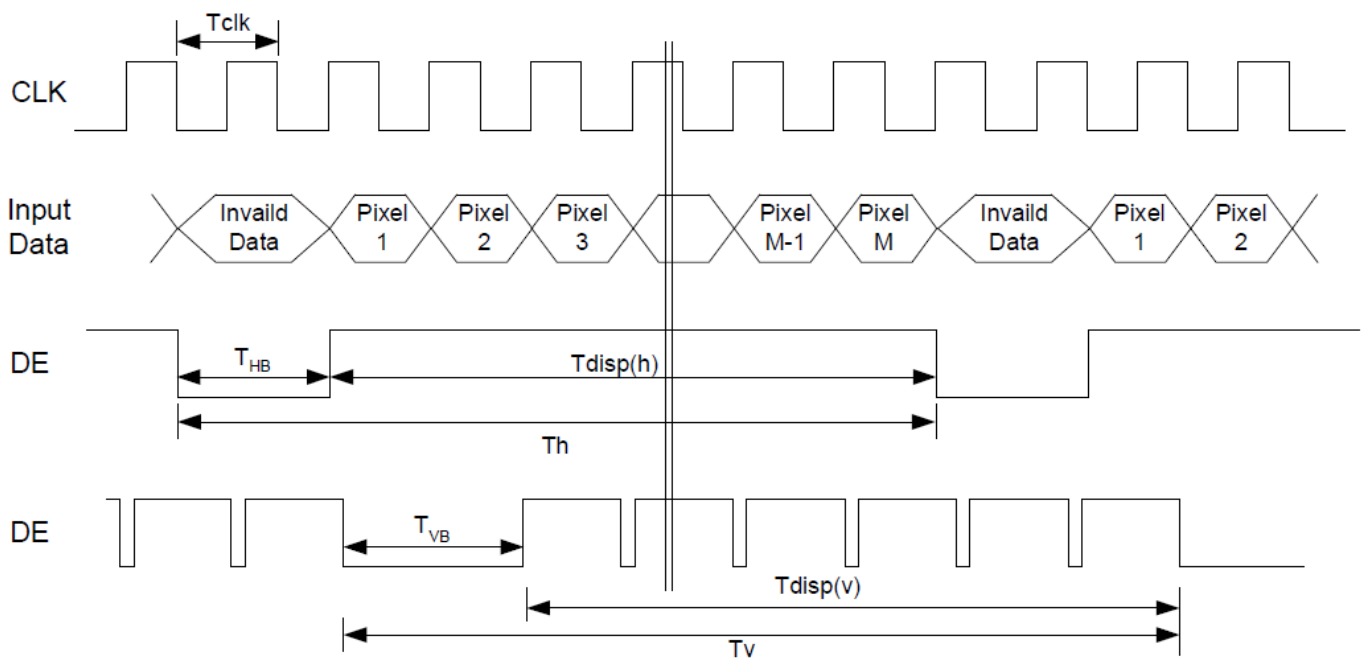 Tclk
CLK
Input
Data
Invaild
Data
Pixel
1
Pixel
2
Pixel
3
Pixel
M-1
Pixel
M
Invaild
Data
Pixel
1
Pixel
2
DE
THB
Tdisp(h)
Th
DE
TVB
Tdisp(v)
Tv